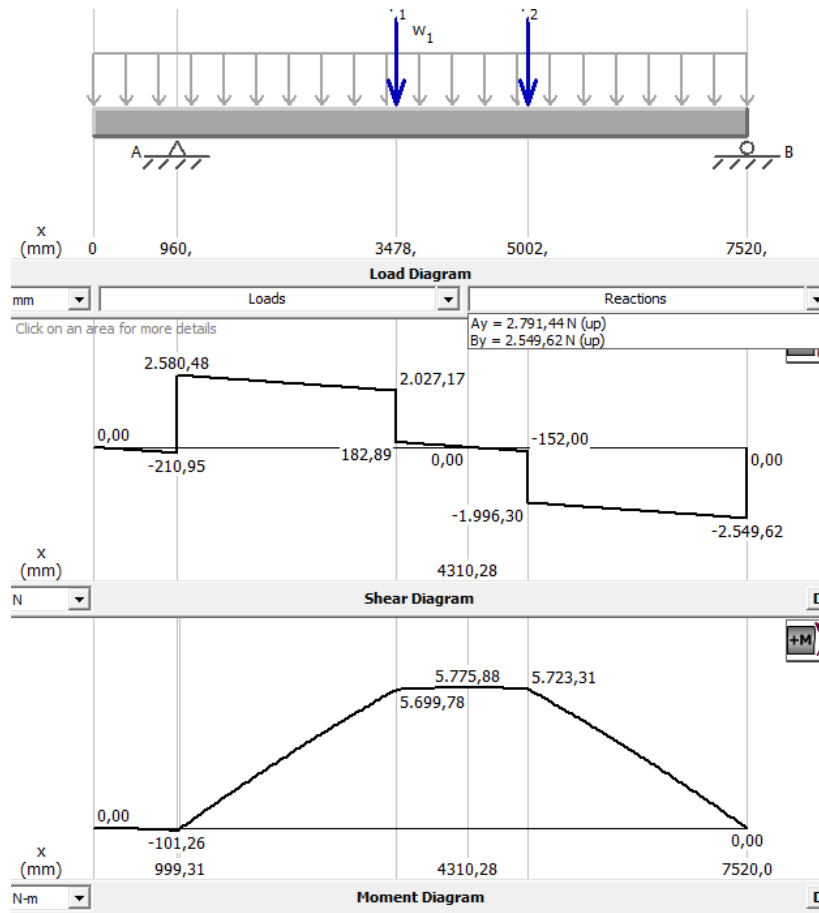 1
2
w1
A
B
x
(mm) 0 960, 3478, 5002, 7520,
Load Diagram
mm Loads Reactions
Click on an area for more details
Ay = 2.791,44 N (up)
By = 2.549,62 N (up)
2.580,48
2.027,17
0,00
-152,00
-210,95
182,89
0,00
0,00
-1.996,30
-2.549,62
x
(mm) 4310,28
N Shear Diagram
+M
5.775,88 5.723,31
5.699,78
0,00
-101,26
0,00
x
(mm) 999,31 4310,28 7520,0
N-m Moment Diagram